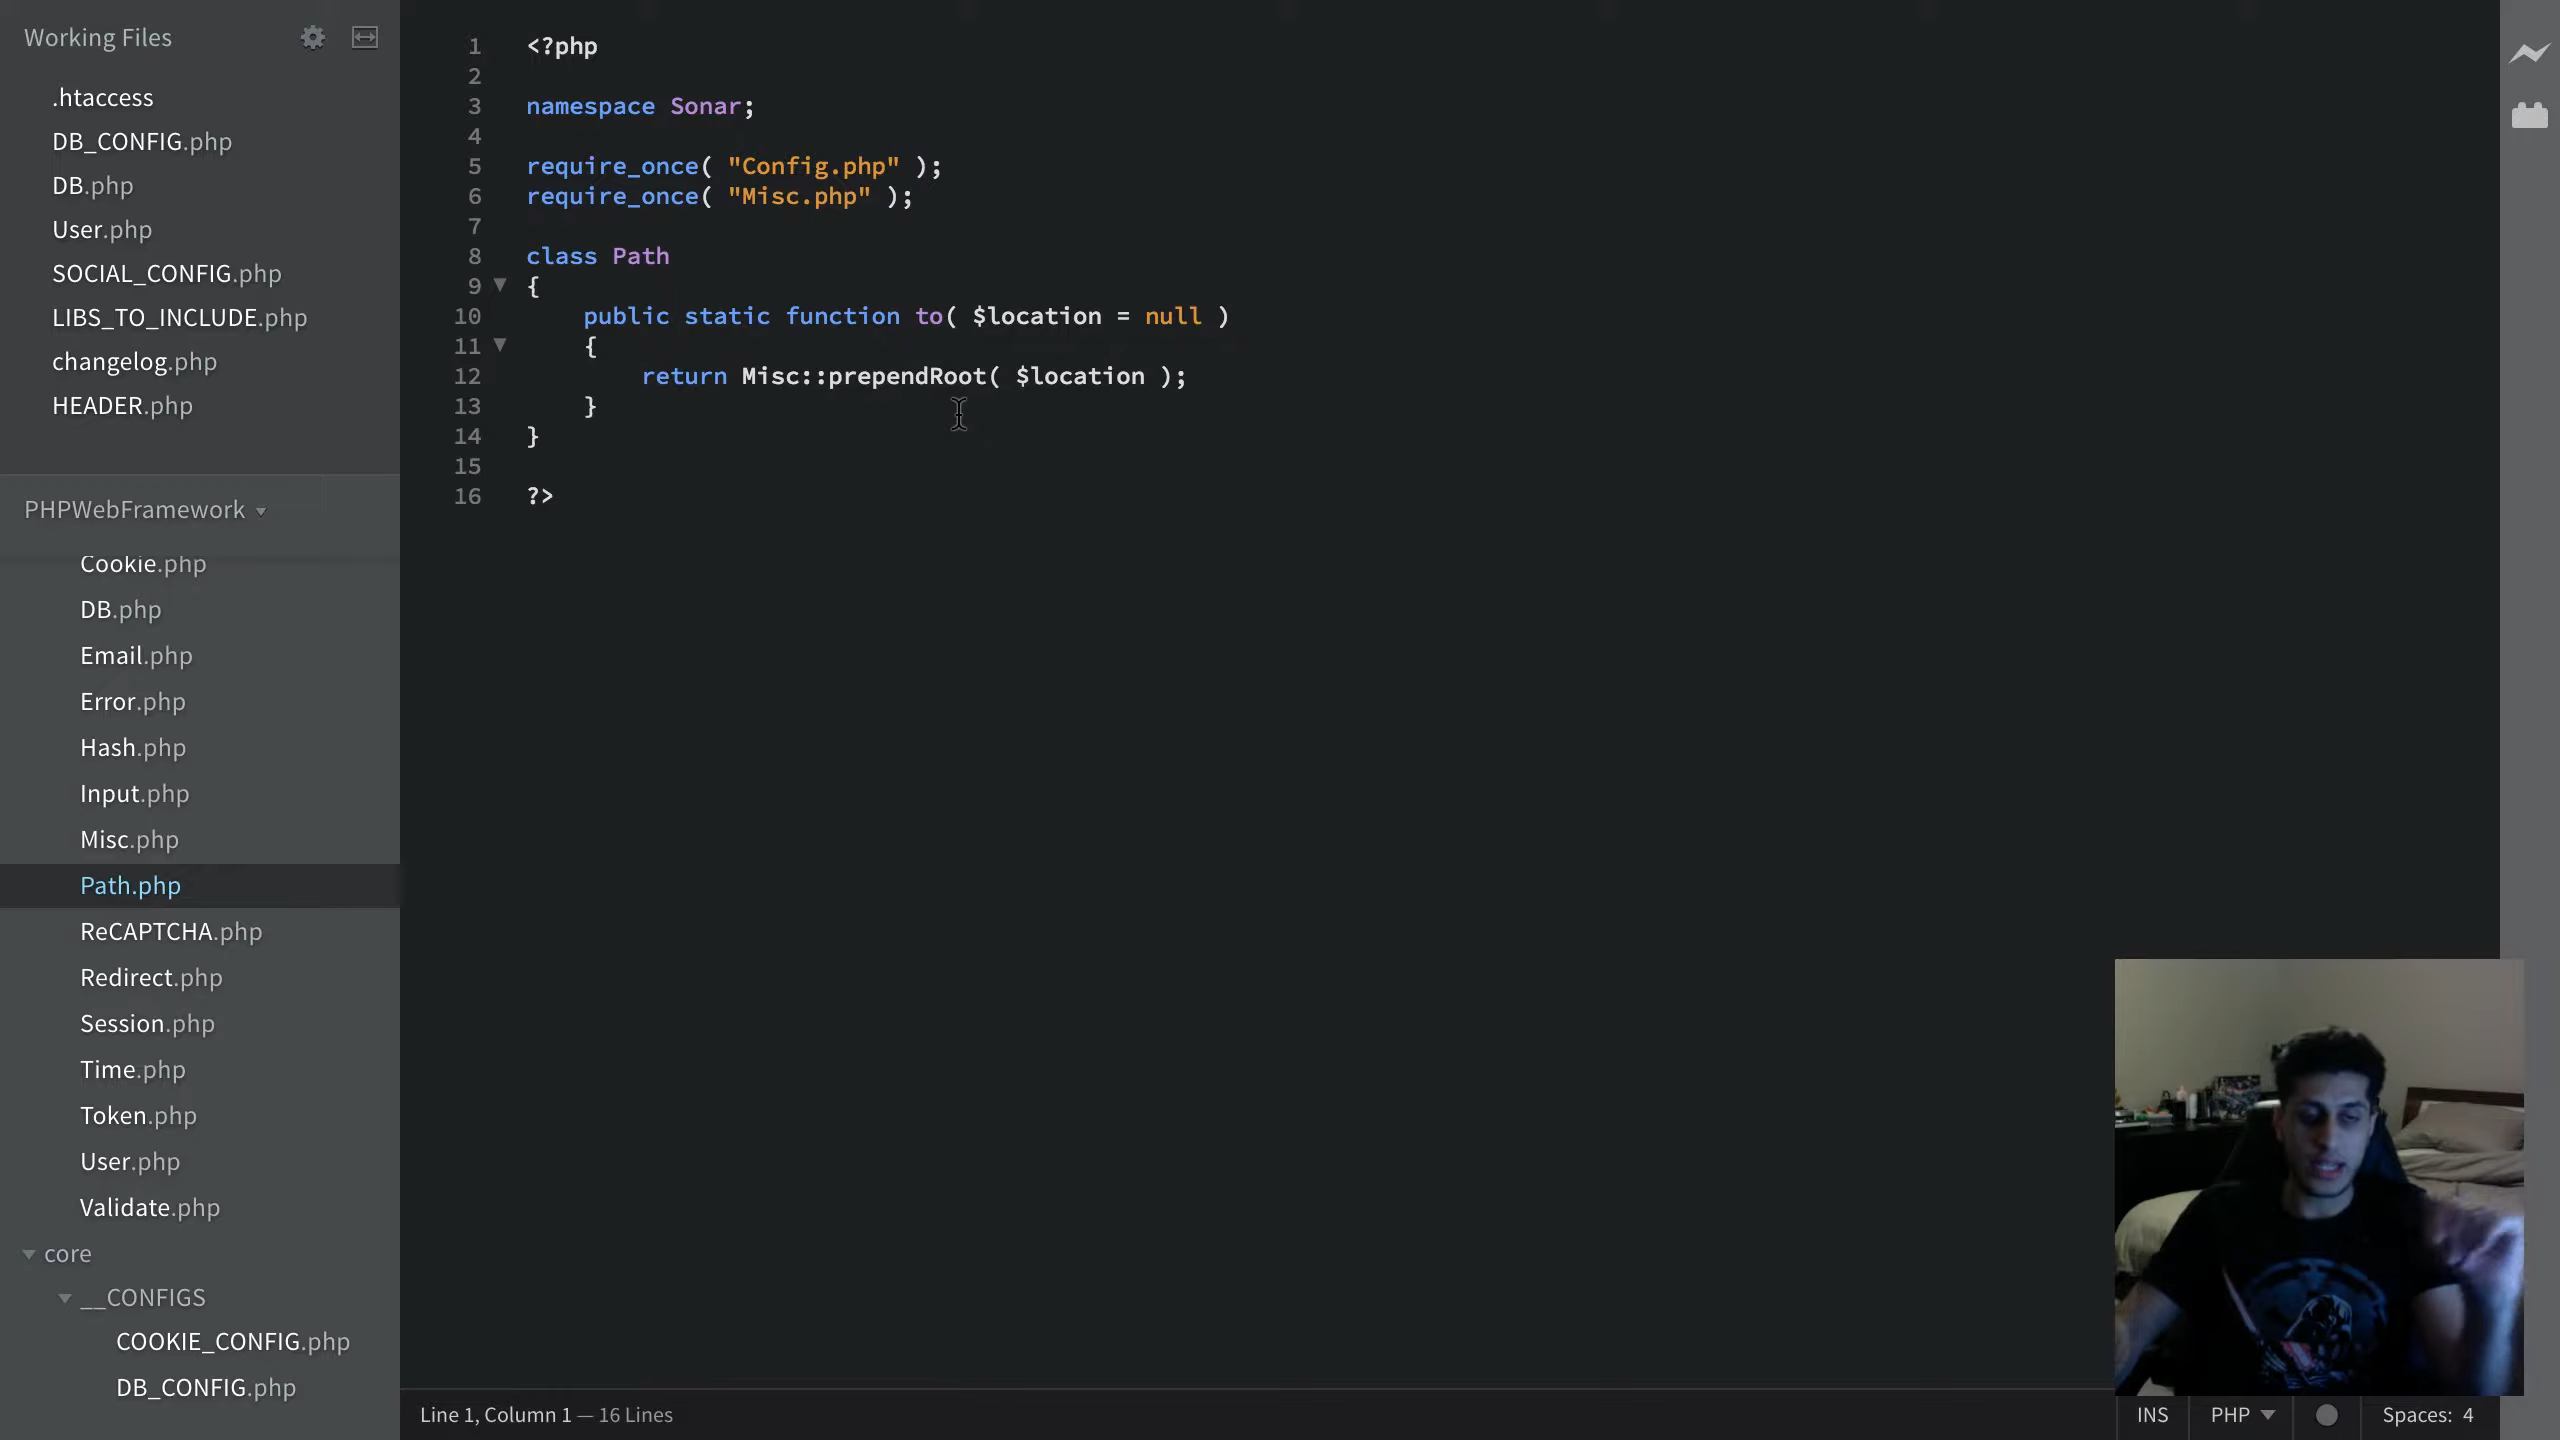 Working Files
.htaccess
DB_CONFIG.php
DB.php
User.php
SOCIAL_CONFIG.php
LIBS_TO_INCLUDE.php
changelog.php
HEADER.php
PHPWebFramework
Cookie.php
DB.php
Email.php
Error.php
Hash.php
Input.php
Misc.php
Path.php
ReCAPTCHA.php
Redirect.php
Session.php
Time.php
Token.php
User.php
Validate.php
core
__CONFIGS
COOKIE_CONFIG.php
DB_CONFIG.php
1 <?php
2
3 namespace Sonar;
4
5 require_once( "Config.php" );
6 require_once( "Misc.php" );
7
8 class Path
9 {
10 public static function to( $location = null )
11 {
12 return Misc::prependRoot( $location );
13 }
14 }
15
16 ?>
Line 1, Column 1 — 16 Lines
INS PHP Spaces: 4